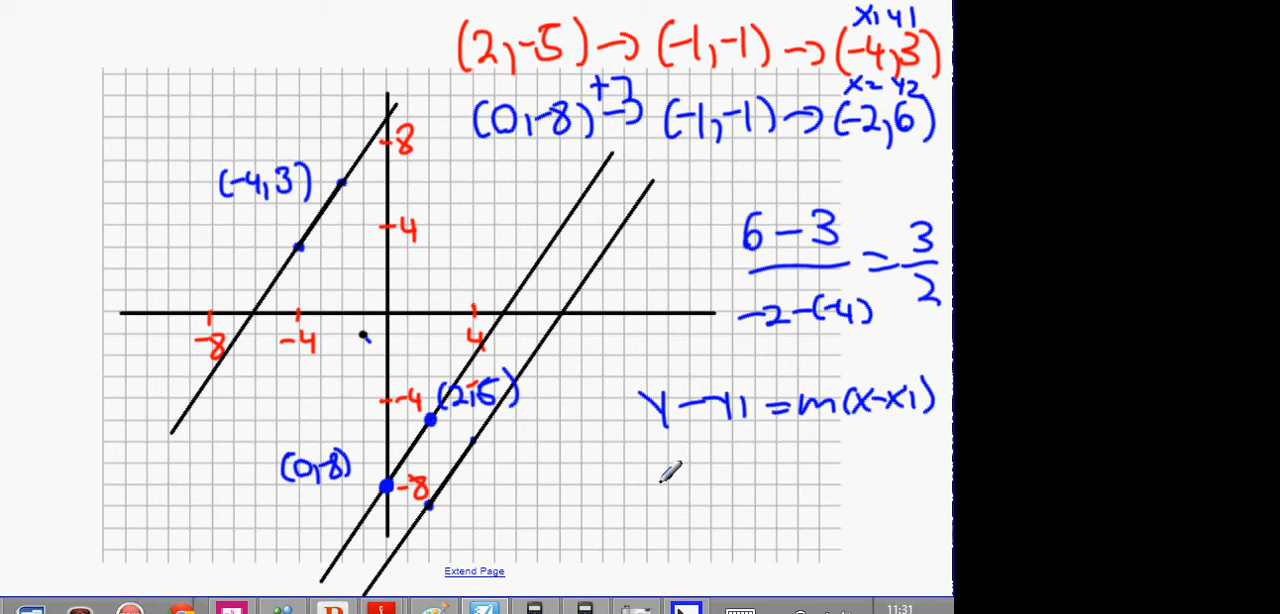 x1 y1
(2,-5) → (-1,-1) → (-4,3)
x2 y2
+7
(0,-8) → (-1,-1) → (-2,6)
-8
(-4,3)
-4
6-3
/ -2-(-4) = 3/2
-8 -4 4
-4 (2,-5)
y-y1 = m(x-x1)
(0,-8) -8
Extend Page
11:31